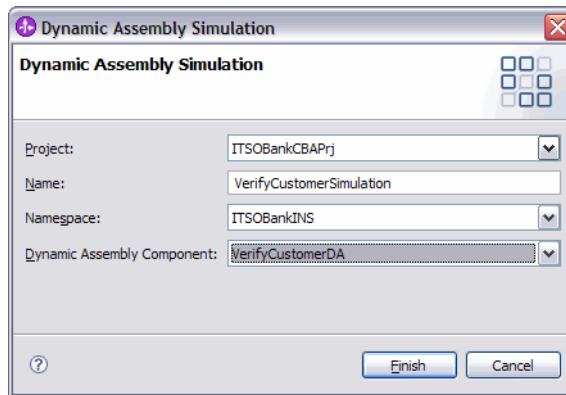 Dynamic Assembly Simulation
Dynamic Assembly Simulation
Project: ITSOBankCBAPrj
Name: VerifyCustomerSimulation
Namespace: ITSOBankINS
Dynamic Assembly Component: VerifyCustomerDA
? Finish Cancel